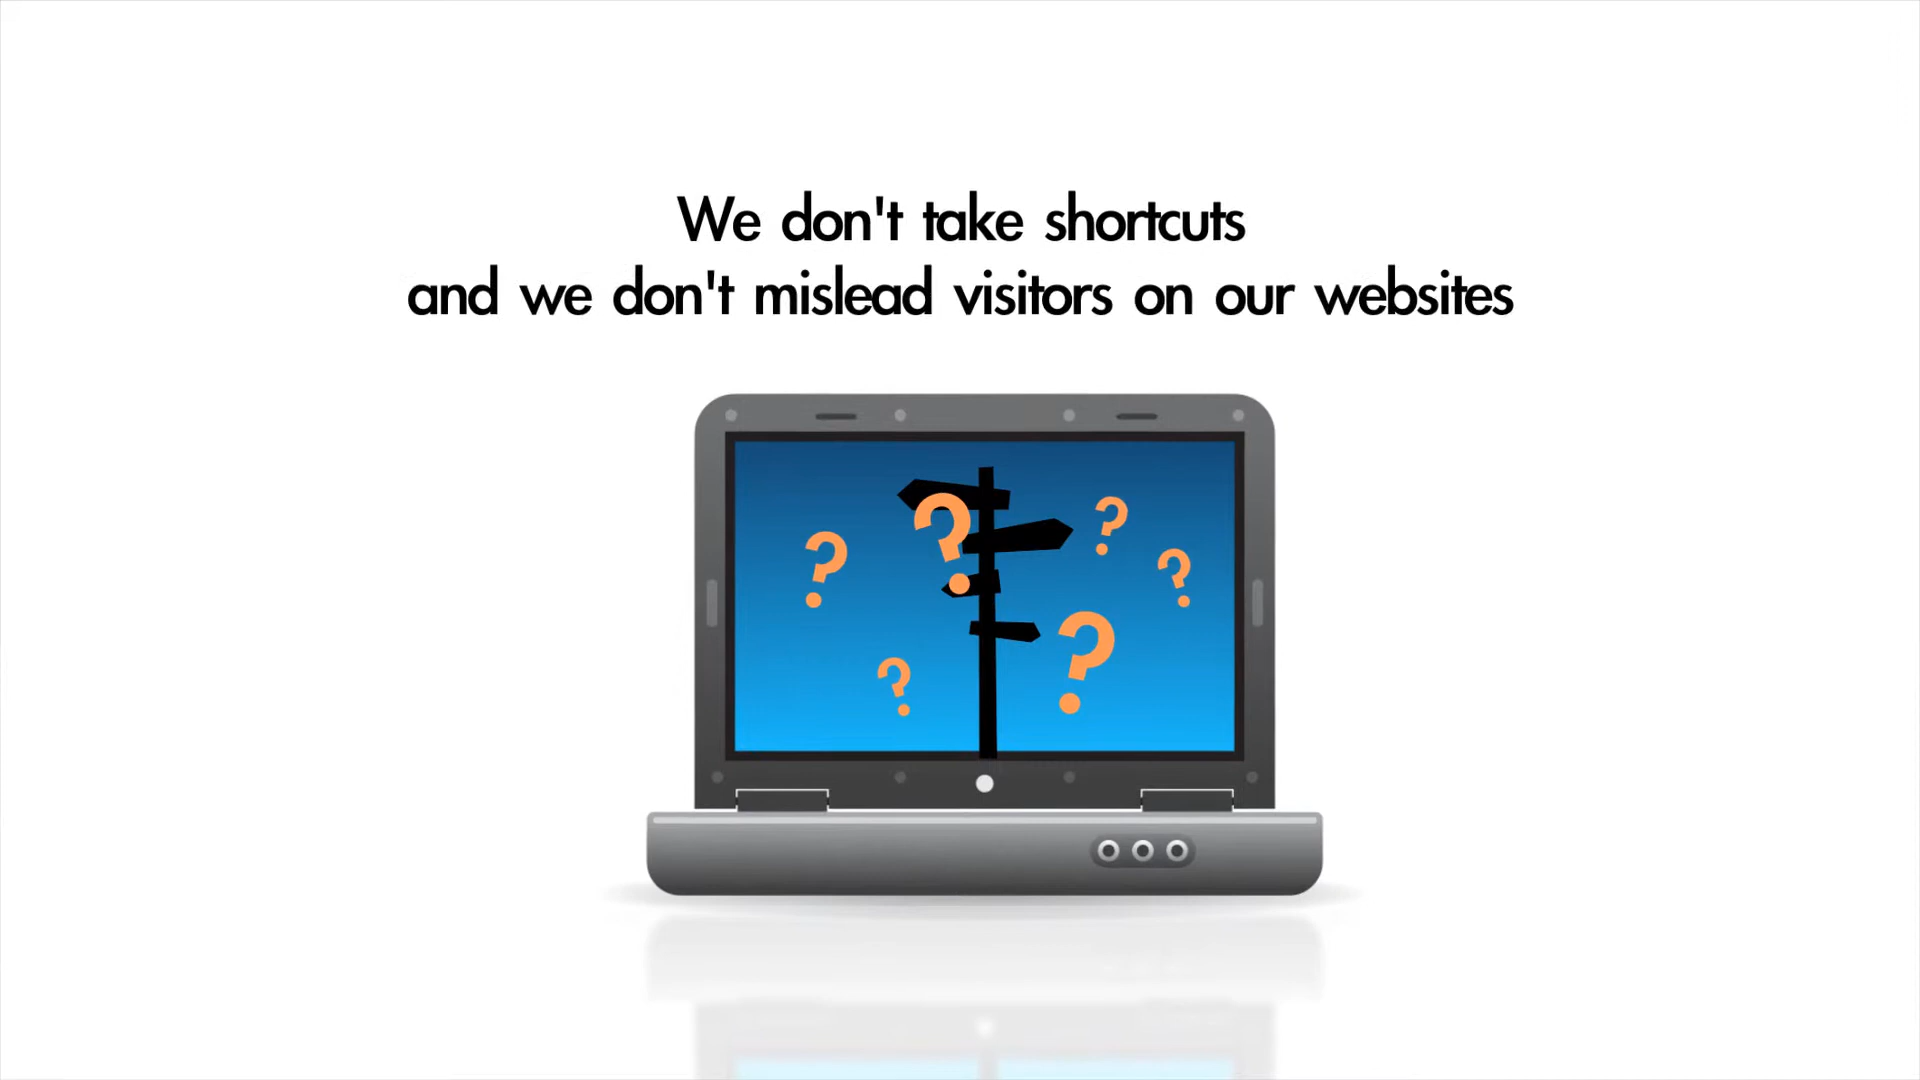 We don't take shortcuts
and we don't mislead visitors on our websites
? ? ? ? ? ? ?